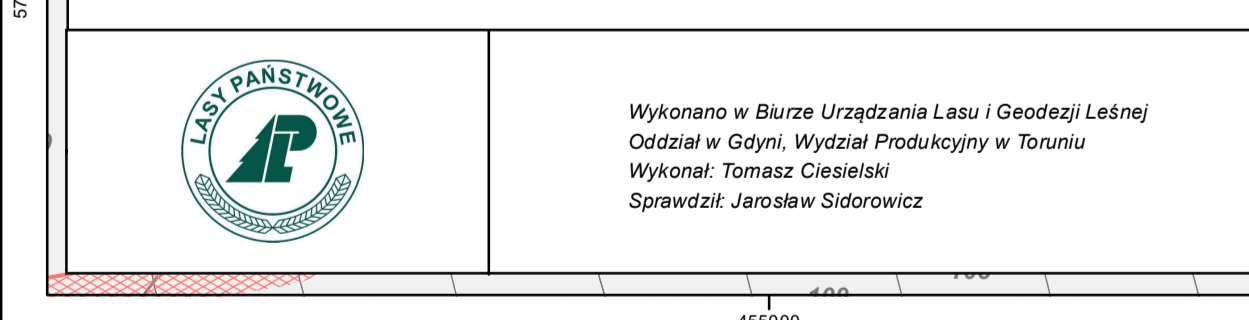 57
LASY PAŃSTWOWE
Wykonano w Biurze Urządzania Lasu i Geodezji Leśnej
Oddział w Gdyni, Wydział Produkcyjny w Toruniu
Wykonał: Tomasz Ciesielski
Sprawdził: Jarosław Sidorowicz